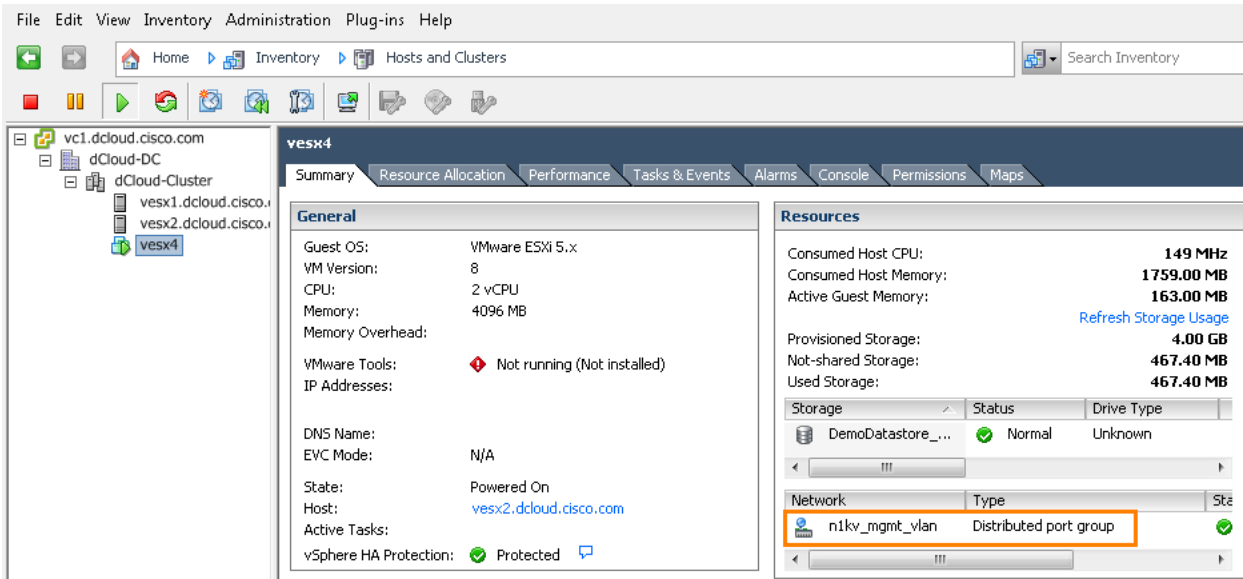 File Edit View Inventory Administration Plug-ins Help
Home Inventory Hosts and Clusters Search Inventory
vc1.dcloud.cisco.com
dCloud-DC
dCloud-Cluster
vesx1.dcloud.cisco.
vesx2.dcloud.cisco.
vesx4
vesx4
Summary Resource Allocation Performance Tasks & Events Alarms Console Permissions Maps
General
Guest OS: VMware ESXi 5.x
VM Version: 8
CPU: 2 vCPU
Memory: 4096 MB
Memory Overhead:
VMware Tools: Not running (Not installed)
IP Addresses:
DNS Name:
EVC Mode: N/A
State: Powered On
Host: vesx2.dcloud.cisco.com
Active Tasks:
vSphere HA Protection: Protected
Resources
Consumed Host CPU: 149 MHz
Consumed Host Memory: 1759.00 MB
Active Guest Memory: 163.00 MB
Refresh Storage Usage
Provisioned Storage: 4.00 GB
Not-shared Storage: 467.40 MB
Used Storage: 467.40 MB
Storage Status Drive Type
DemoDatastore_... Normal Unknown
Network Type Sta
n1kv_mgmt_vlan Distributed port group